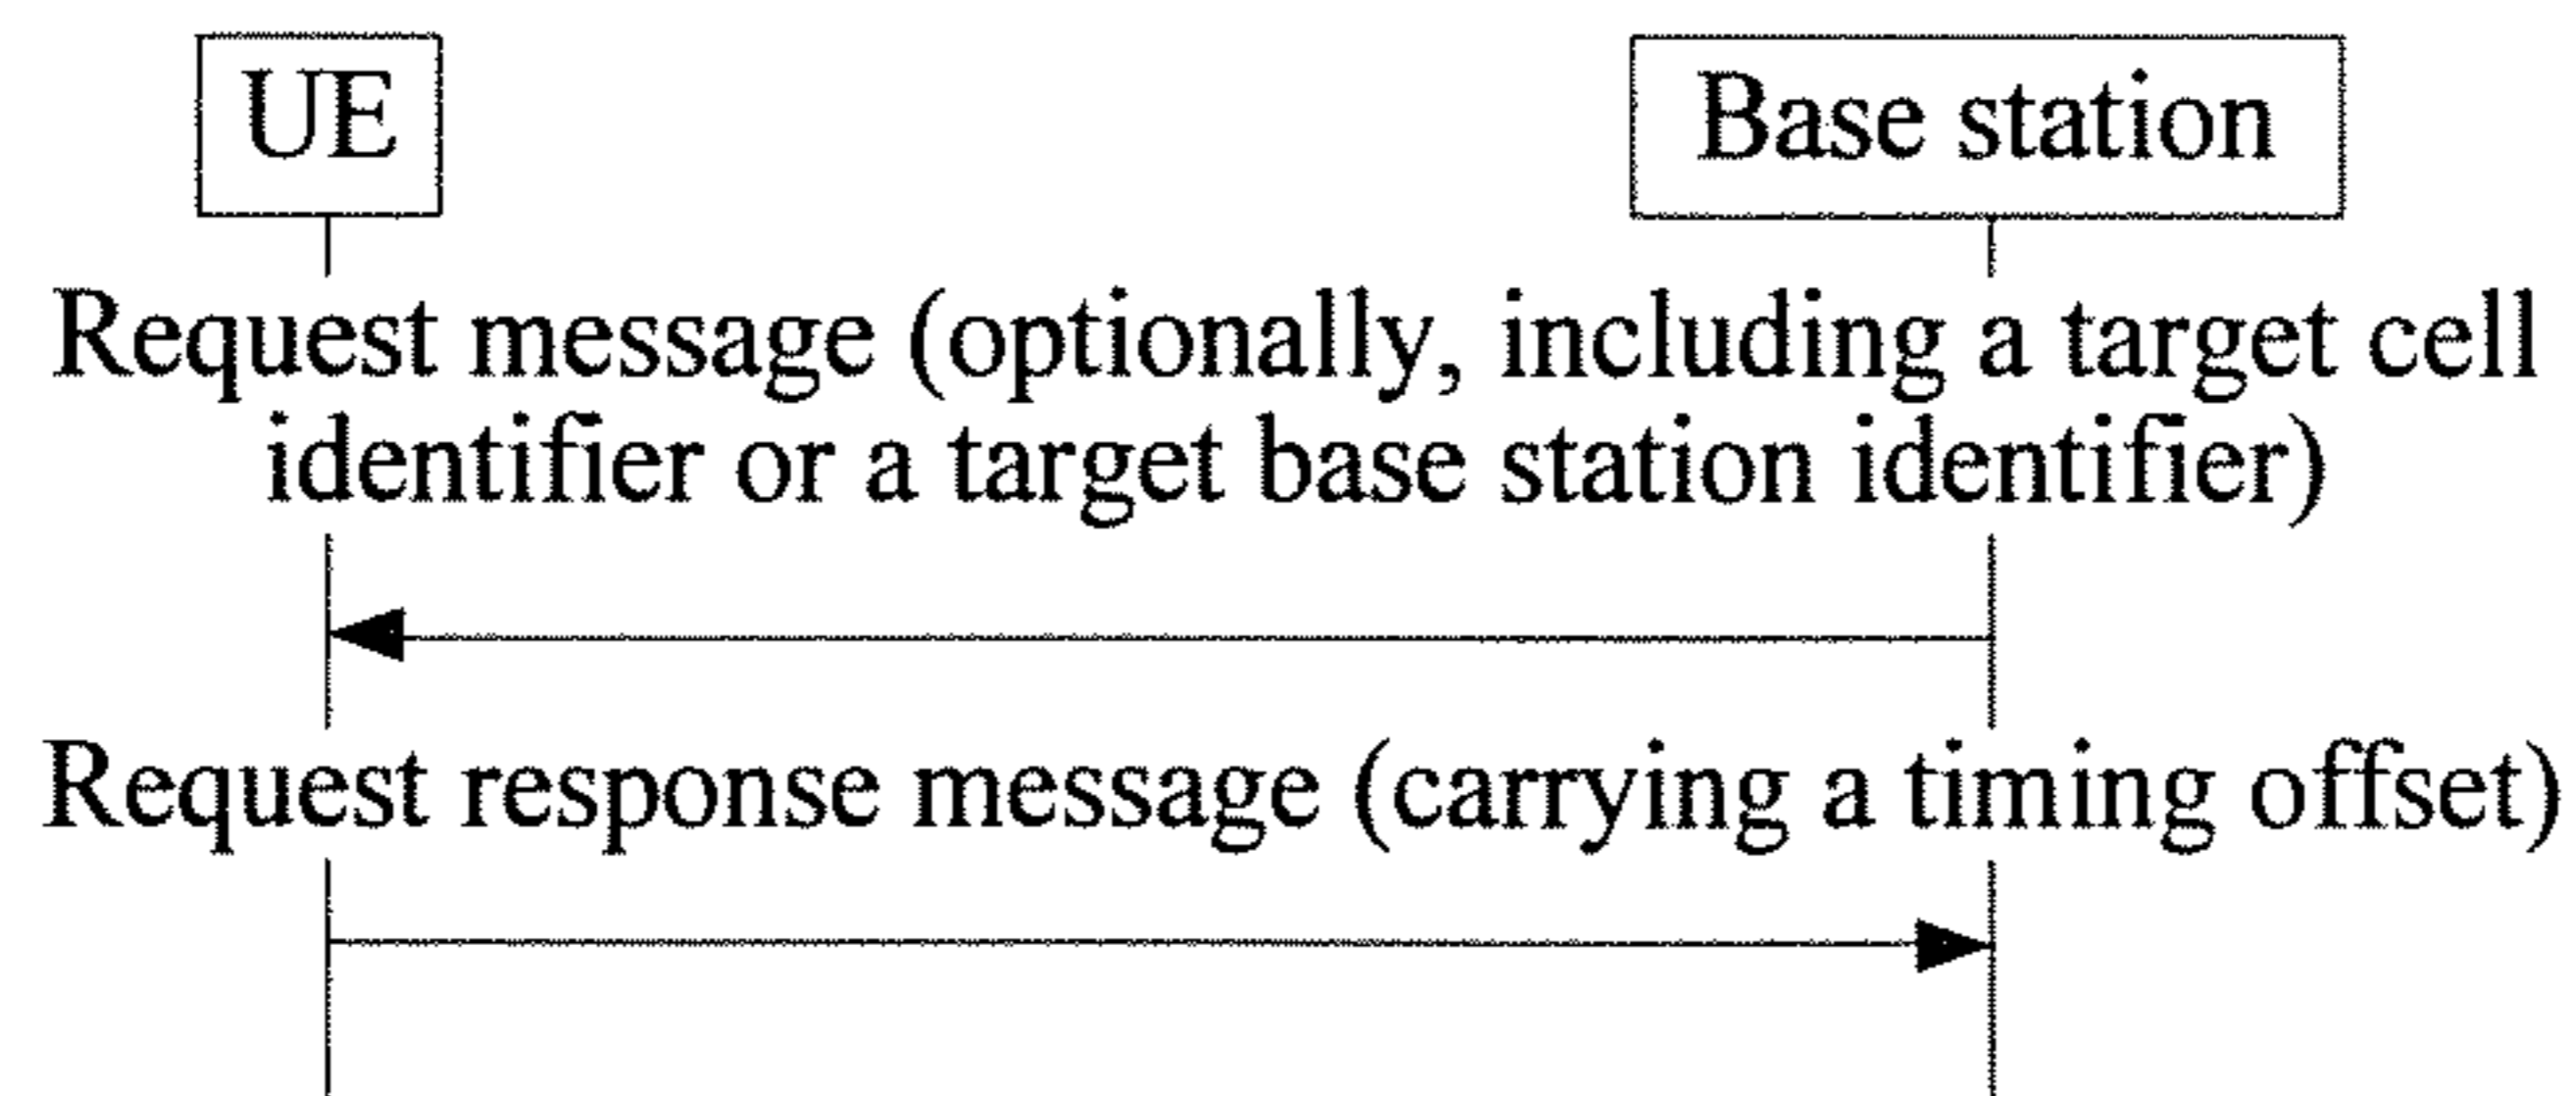 UE
Base station
Request message (optionally, including a target cell
identifier or a target base station identifier)
Request response message (carrying a timing offset)